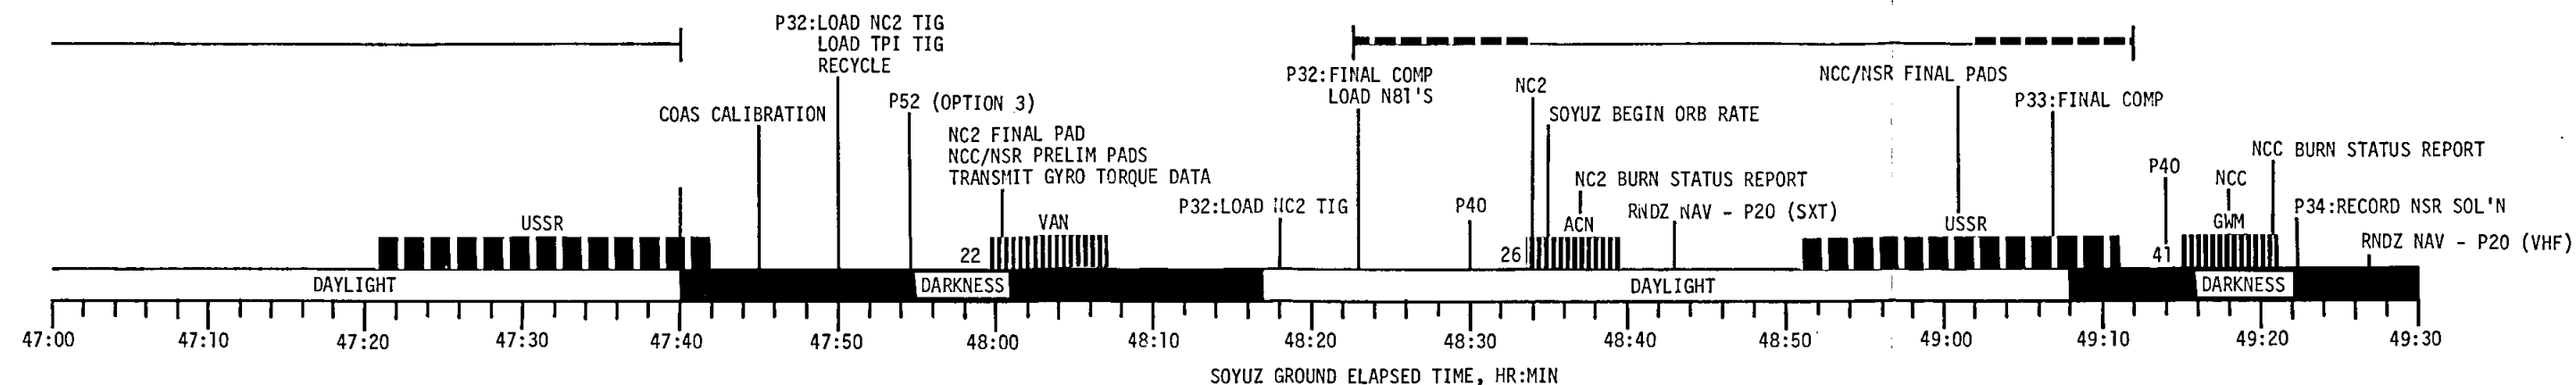 P32:LOAD NC2 TIG
LOAD TPI TIG
RECYCLE
COAS CALIBRATION
P52 (OPTION 3)
NC2 FINAL PAD
NCC/NSR PRELIM PADS
TRANSMIT GYRO TORQUE DATA
P32:LOAD NC2 TIG
P32:FINAL COMP
LOAD N81'S
P40
NC2
SOYUZ BEGIN ORB RATE
NC2 BURN STATUS REPORT
RNDZ NAV - P20 (SXT)
NCC/NSR FINAL PADS
P33:FINAL COMP
P40
NCC
NCC BURN STATUS REPORT
P34:RECORD NSR SOL'N
RNDZ NAV - P20 (VHF)
USSR
22
VAN
26
ACN
USSR
41
GWM
DAYLIGHT
DARKNESS
DAYLIGHT
DARKNESS
47:00 47:10 47:20 47:30 47:40 47:50 48:00 48:10 48:20 48:30 48:40 48:50 49:00 49:10 49:20 49:30
SOYUZ GROUND ELAPSED TIME, HR:MIN